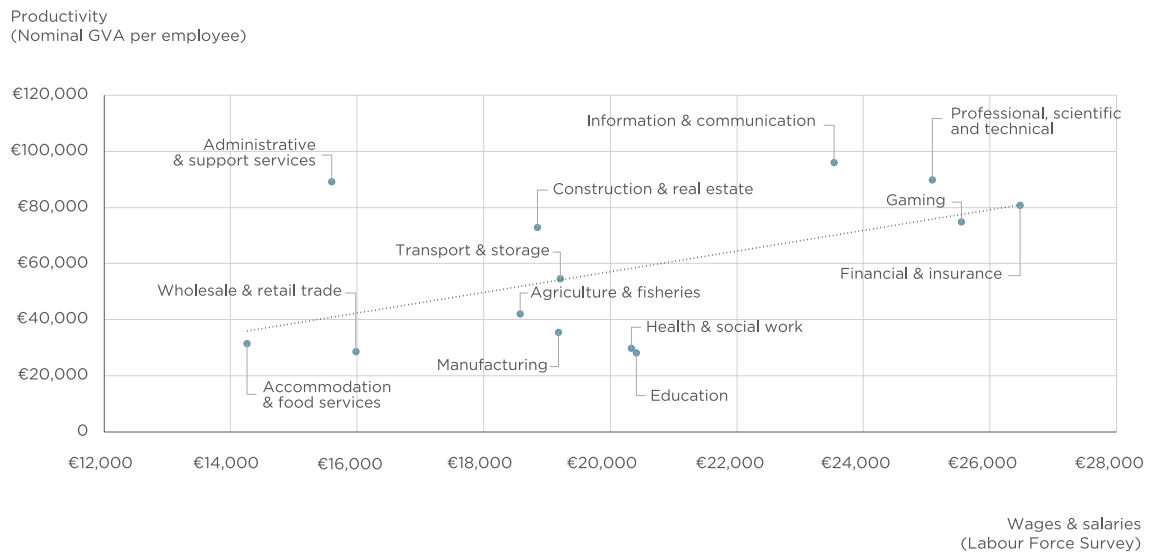 Productivity
(Nominal GVA per employee)
€120,000
€100,000
€80,000
€60,000
€40,000
€20,000
0
Information & communication
Professional, scientific
and technical
Administrative
& support services
Construction & real estate
Gaming
Transport & storage
Financial & insurance
Wholesale & retail trade
Agriculture & fisheries
Health & social work
Manufacturing
Accommodation
& food services
Education
€12,000
€14,000
€16,000
€18,000
€20,000
€22,000
€24,000
€26,000
€28,000
Wages & salaries
(Labour Force Survey)